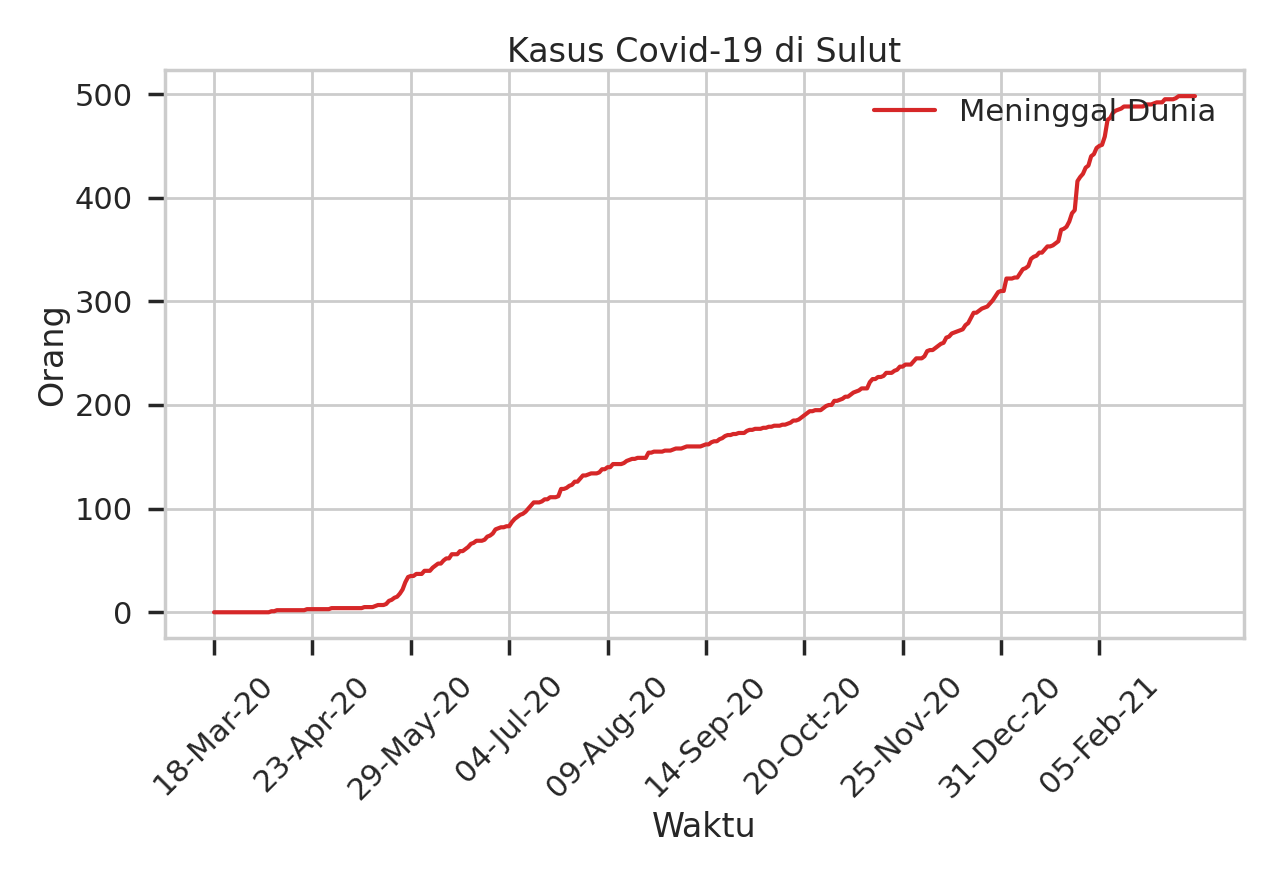 Kasus Covid-19 di Sulut
Meninggal Dunia
Orang
500
400
300
200
100
0
18-Mar-20
23-Apr-20
29-May-20
04-Jul-20
09-Aug-20
14-Sep-20
20-Oct-20
25-Nov-20
31-Dec-20
05-Feb-21
Waktu